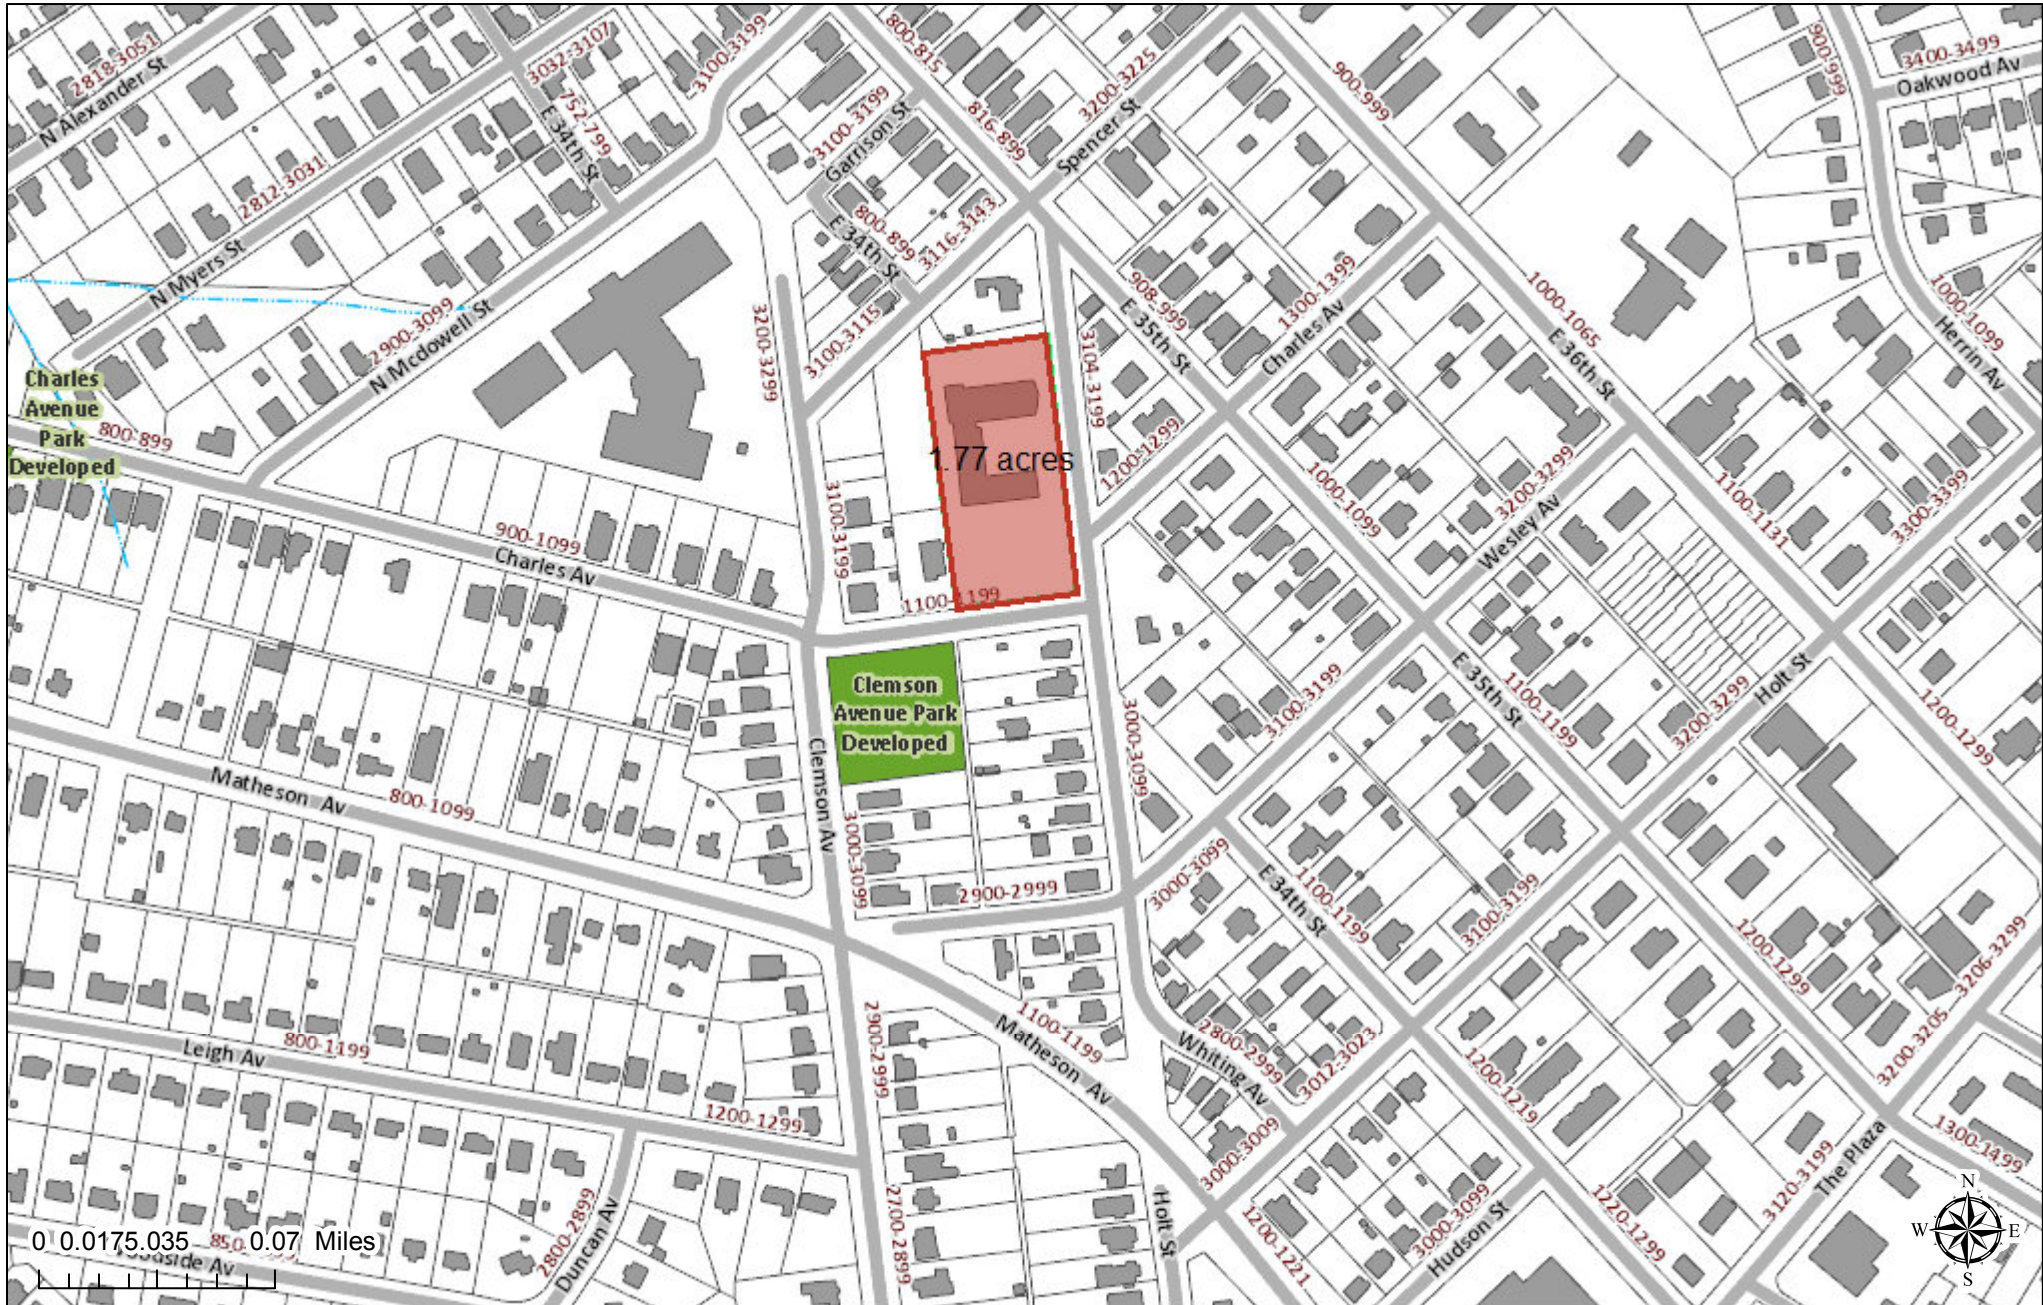 2818-3051
N Alexander St
3032-3107
3100-3199
800-815
3200-3225
900-999
900-999
3400-3499
Oakwood Av
752-799
E 34th St
3100-3199
Garrison St
816-899
Spencer St
2812-3031
N Myers St
800-899
E 34th St
3116-3143
2900-3099
N Mcdowell St
3200-3299
3100-3115
3104-3199
908-999
E 35th St
1300-1399
Charles Av
1000-1065
E 36th St
1000-1099
Herrin Av
Charles
Avenue
Park
Developed
800-899
1.77 acres
1200-1299
1000-1099
3200-3299
Wesley Av
1100-1131
3300-3399
3100-3199
900-1099
Charles Av
1100-1199
Clemson
Avenue Park
Developed
3000-3099
3100-3199
E 35th St
1100-1199
3200-3299
Holt St
1200-1299
Matheson Av
800-1099
Clemson Av
3000-3099
2900-2999
3000-3099
E 34th St
1100-1199
3100-3199
1200-1299
3206-3299
3200-3205
Leigh Av
800-1199
2900-2999
1100-1199
Matheson Av
Whiting Av
2800-2999
3012-3023
1200-1219
1200-1299
3000-3009
The Plaza
3120-3199
1300-1499
2800-2899
Duncan Av
2700-2899
Holt St
1200-1221
3000-3099
Hudson St
1220-1299
N
W
E
S
0 0.0175.035 0.07 Miles